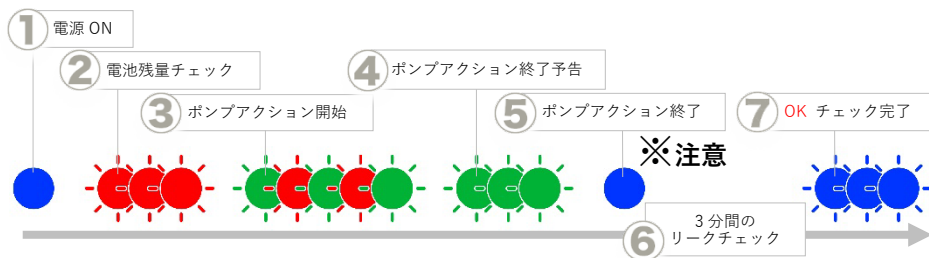 ① 電源 ON
② 電池残量チェック
③ ポンプアクション開始
④ ポンプアクション終了予告
⑤ ポンプアクション終了
※注意
⑥ 3 分間の
リークチェック
⑦ OK チェック完了